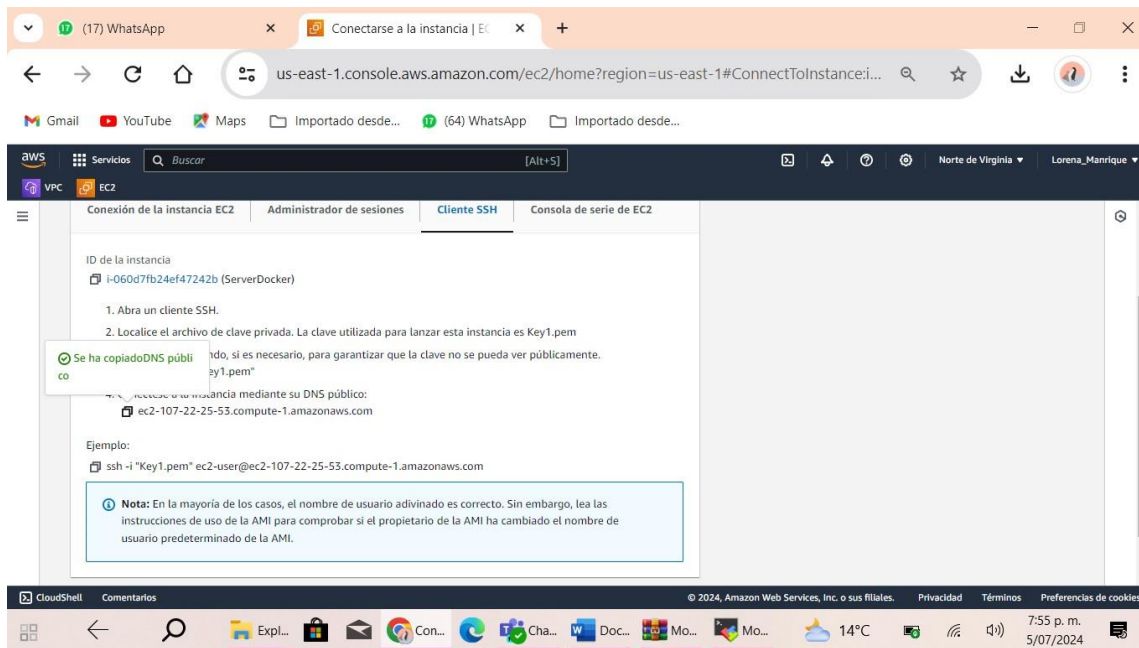 17 (17) WhatsApp
Conectarse a la instancia | EC
us-east-1.console.aws.amazon.com/ec2/home?region=us-east-1#ConnectToInstance:i...
Gmail YouTube Maps Importado desde... (64) WhatsApp Importado desde...
aws Servicios Buscar [Alt+S] Norte de Virginia Lorena_Manrique
VPC EC2
Conexión de la instancia EC2 Administrador de sesiones Cliente SSH Consola de serie de EC2
ID de la instancia
i-060d7fb24ef47242b (ServerDocker)
1. Abra un cliente SSH.
2. Localice el archivo de clave privada. La clave utilizada para lanzar esta instancia es Key1.pem
Se ha copiadoDNS públi
co
ndo, si es necesario, para garantizar que la clave no se pueda ver públicamente.
ey1.pem"
instancia mediante su DNS público:
ec2-107-22-25-53.compute-1.amazonaws.com
Ejemplo:
ssh -i "Key1.pem" ec2-user@ec2-107-22-25-53.compute-1.amazonaws.com
Nota: En la mayoría de los casos, el nombre de usuario adivinado es correcto. Sin embargo, lea las
instrucciones de uso de la AMI para comprobar si el propietario de la AMI ha cambiado el nombre de
usuario predeterminado de la AMI.
CloudShell Comentarios © 2024, Amazon Web Services, Inc. o sus filiales. Privacidad Términos Preferencias de cookies
Expl... Con... Cha... Doc... Mo... Mo... 14°C 7:55 p. m.
5/07/2024